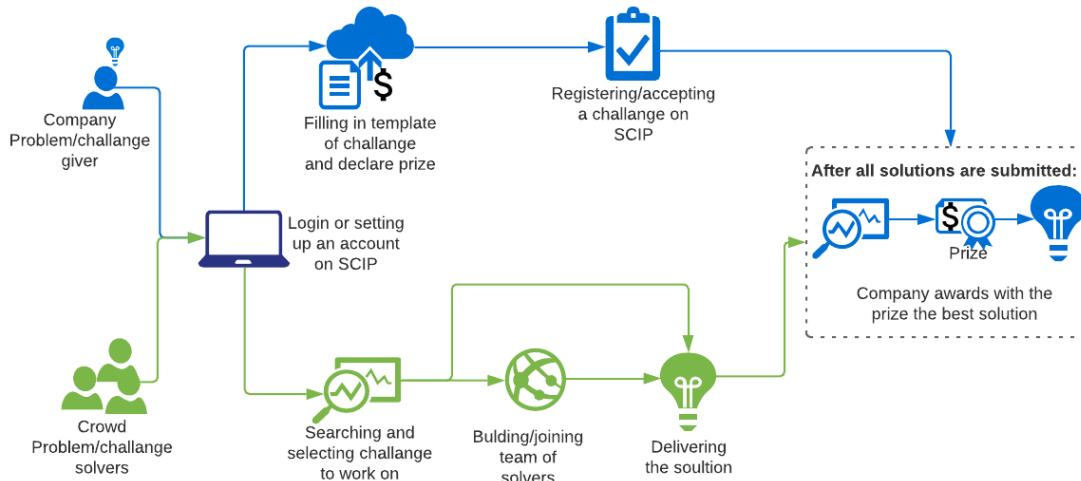 Company
Problem/challange
giver
Filling in template
of challange
and declare prize
$
Registering/accepting
a challange on
SCIP
Login or setting
up an account
on SCIP
After all solutions are submitted:
$
Prize
Company awards with the
prize the best solution
Crowd
Problem/challange
solvers
Searching and
selecting challange
to work on
Bulding/joining
team of
solvers
Delivering
the soultion